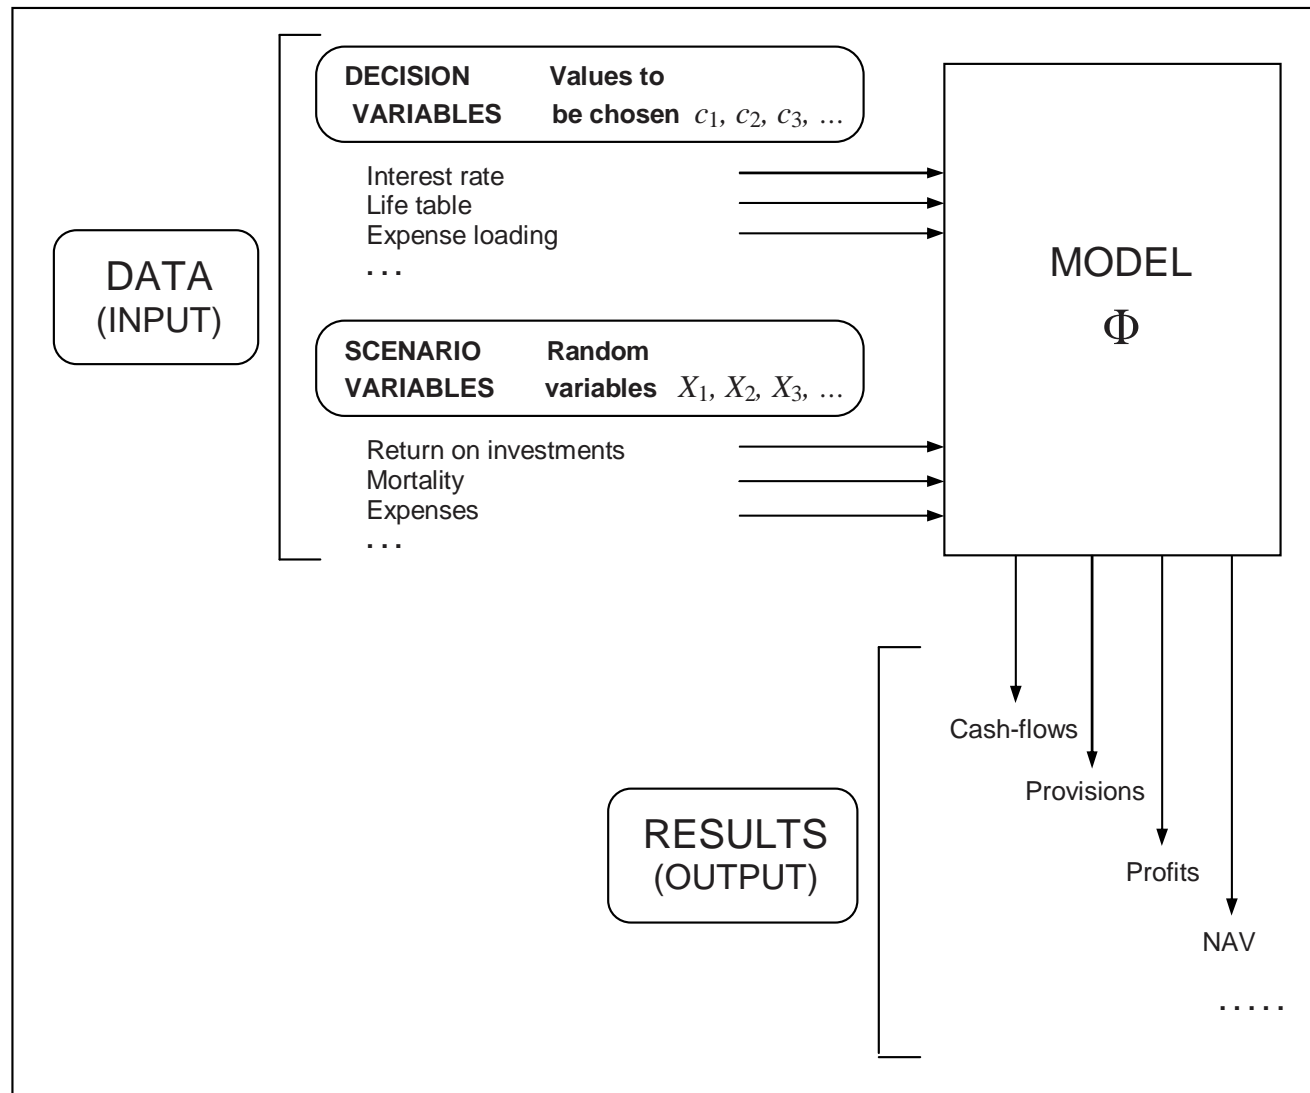 DECISION Values to
VARIABLES be chosen c1, c2, c3, ...
Interest rate
Life table
Expense loading
. . .
DATA
(INPUT)
SCENARIO Random
VARIABLES variables X1, X2, X3, ...
Return on investments
Mortality
Expenses
. . .
MODEL
Φ
RESULTS
(OUTPUT)
Cash-flows
Provisions
Profits
NAV
. . . . .